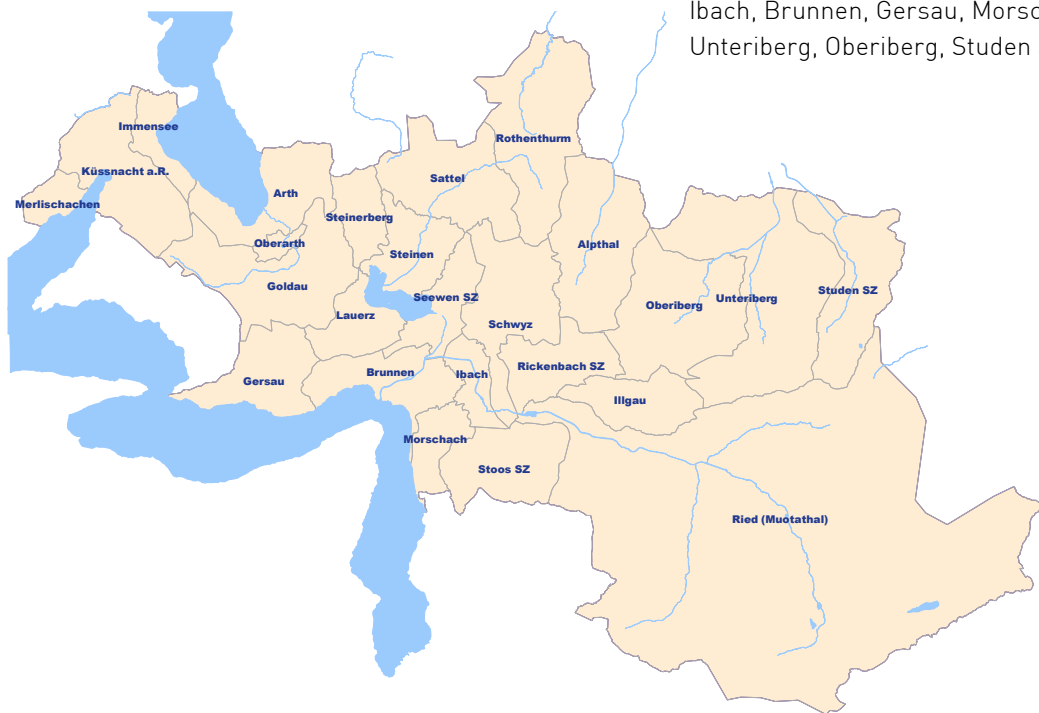 Ibach, Brunnen, Gersau,
Unteriberg, Oberiberg, Studen
Immensee
Rothenthurm
Küssnacht a.R.
Sattel
Arth
Merlischachen
Steinerberg
Oberarth
Steinen
Alpthal
Goldau
Seewen SZ
Oberiberg
Unteriberg
Studen SZ
Lauerz
Schwyz
Rickenbach SZ
Brunnen
Ibach
Gersau
Illgau
Morschach
Stoos SZ
Ried (Muotathal)